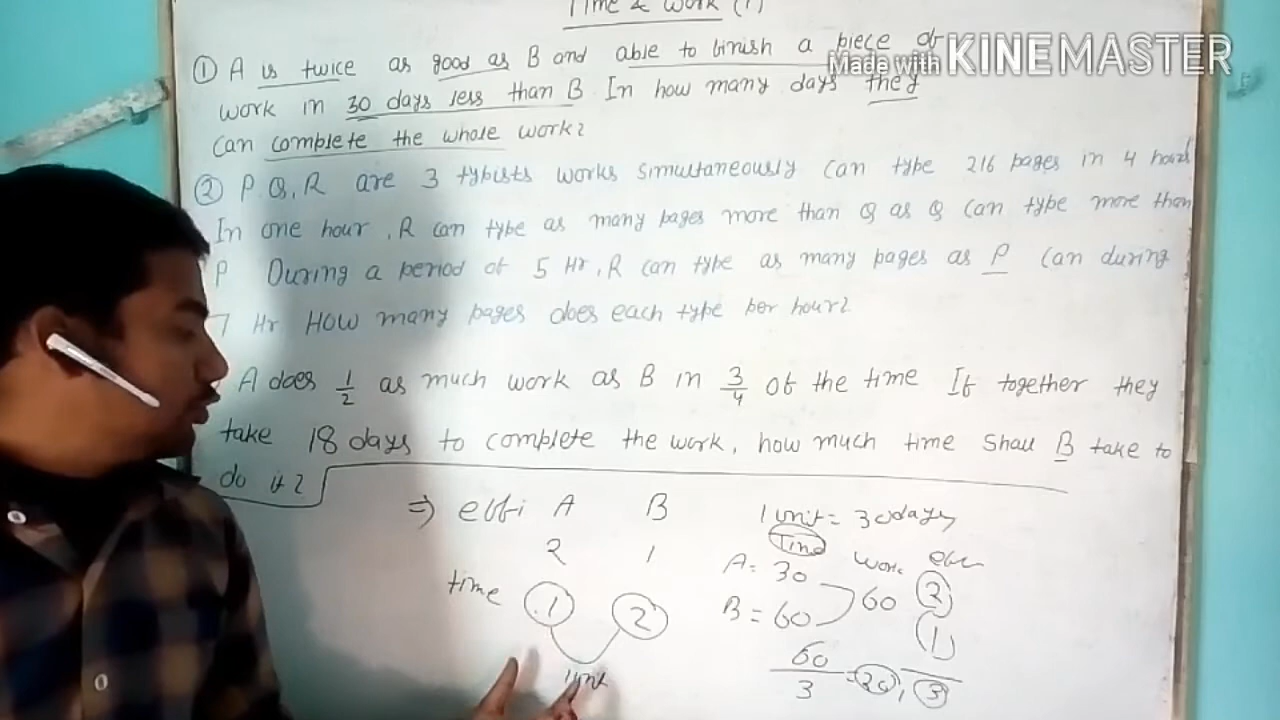 Time & Work (1)
Made with KINEMASTER
① A is twice as good as B and able to finish a piece of
work in 30 days less than B In how many days they
can complete the whole work?
② P. Q, R are 3 typists works simultaneously can type 216 pages in 4 hours
In one hour, R can type as many pages more than Q as Q can type more than
P During a period of 5 Hr, R can type as many pages as P can during
7 Hr How many pages does each type per hour?
A does 1/2 as much work as B in 3/4 of the time If together they
take 18 days to complete the work, how much time shall B take to
do it?
⇒ effi A B
2 1
time 1 2
1 unit
1 unit = 30 days
Time Work
A = 30 60 2
B = 60 1
60/3 = 20, 3